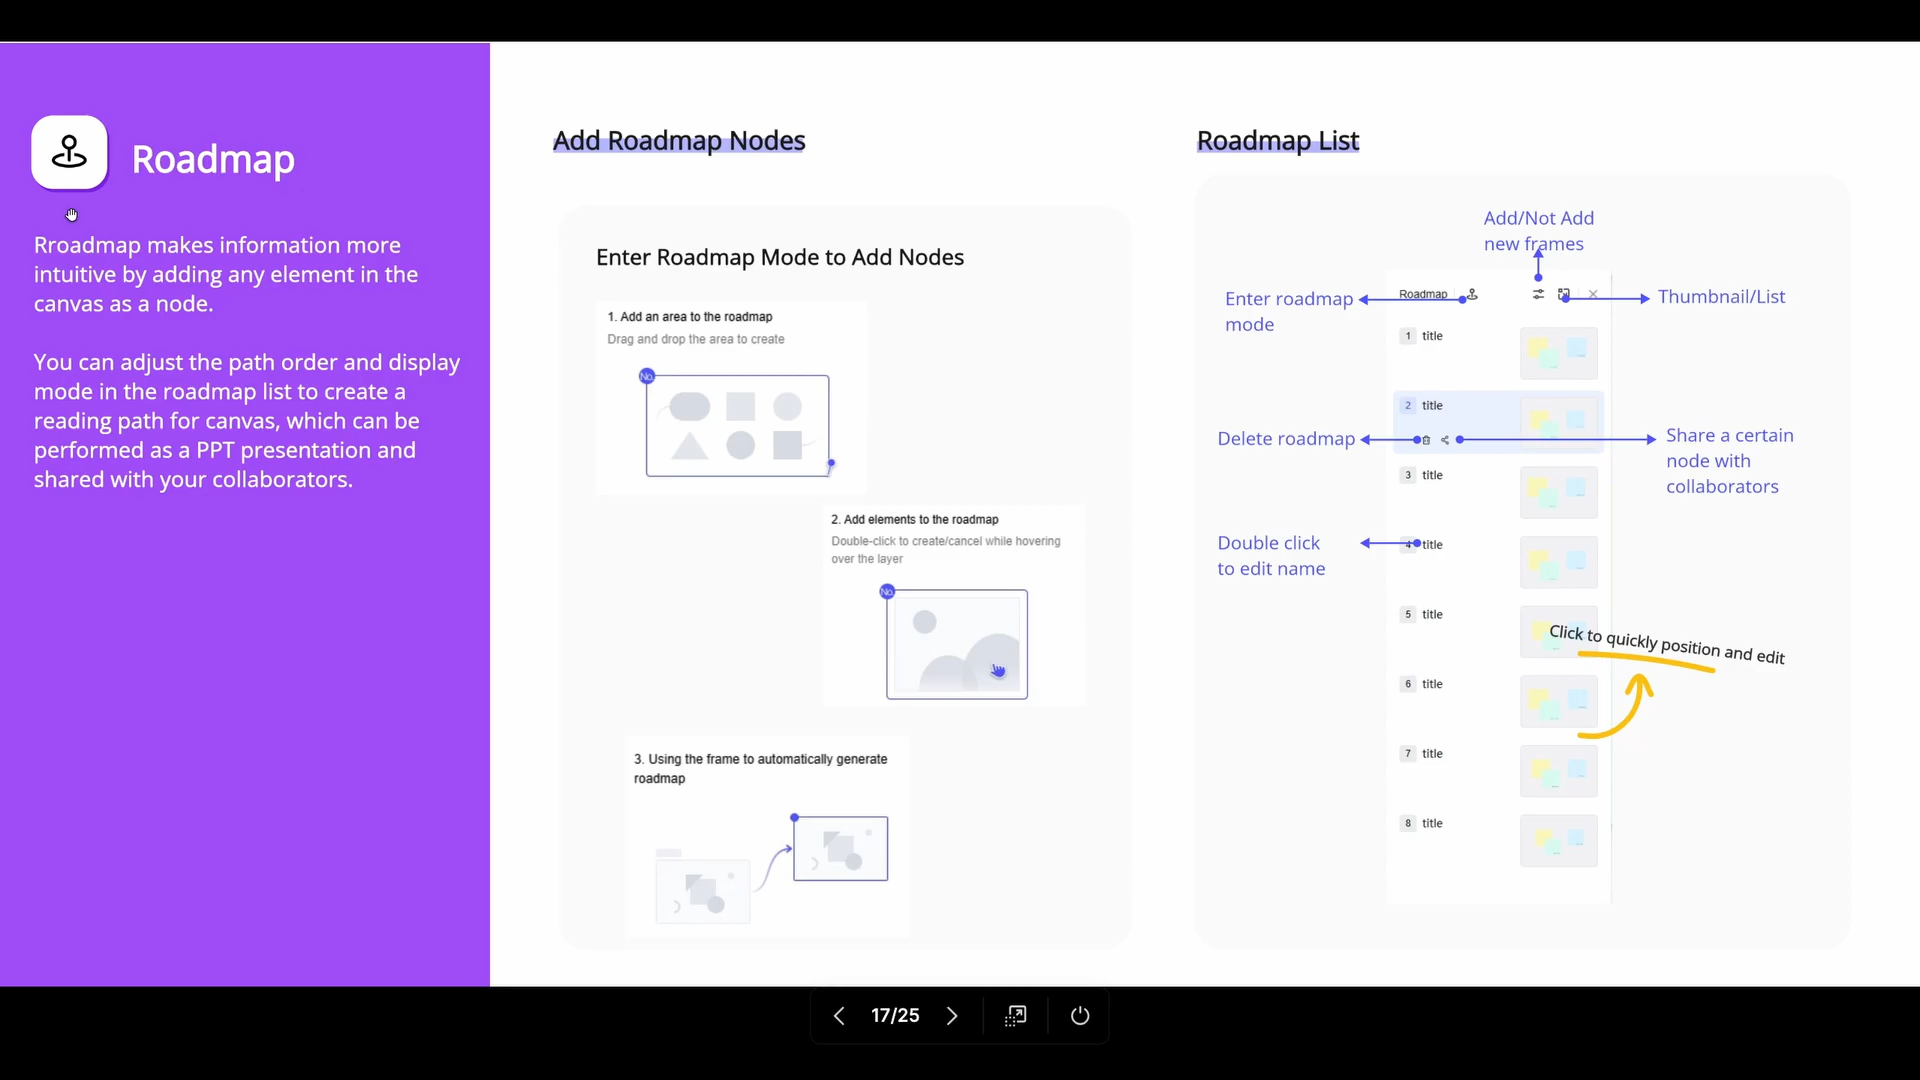 Roadmap
Rroadmap makes information more
intuitive by adding any element in the
canvas as a node.
You can adjust the path order and display
mode in the roadmap list to create a
reading path for canvas, which can be
performed as a PPT presentation and
shared with your collaborators.
Add Roadmap Nodes
Enter Roadmap Mode to Add Nodes
1. Add an area to the roadmap
Drag and drop the area to create
No.
2. Add elements to the roadmap
Double-click to create/cancel while hovering
over the layer
No.
3. Using the frame to automatically generate
roadmap
Roadmap List
Add/Not Add
new frames
Enter roadmap
mode
Roadmap
Thumbnail/List
1 title
2 title
Delete roadmap
Share a certain
node with
collaborators
3 title
Double click
to edit name
4 title
5 title
Click to quickly position and edit
6 title
7 title
8 title
17/25